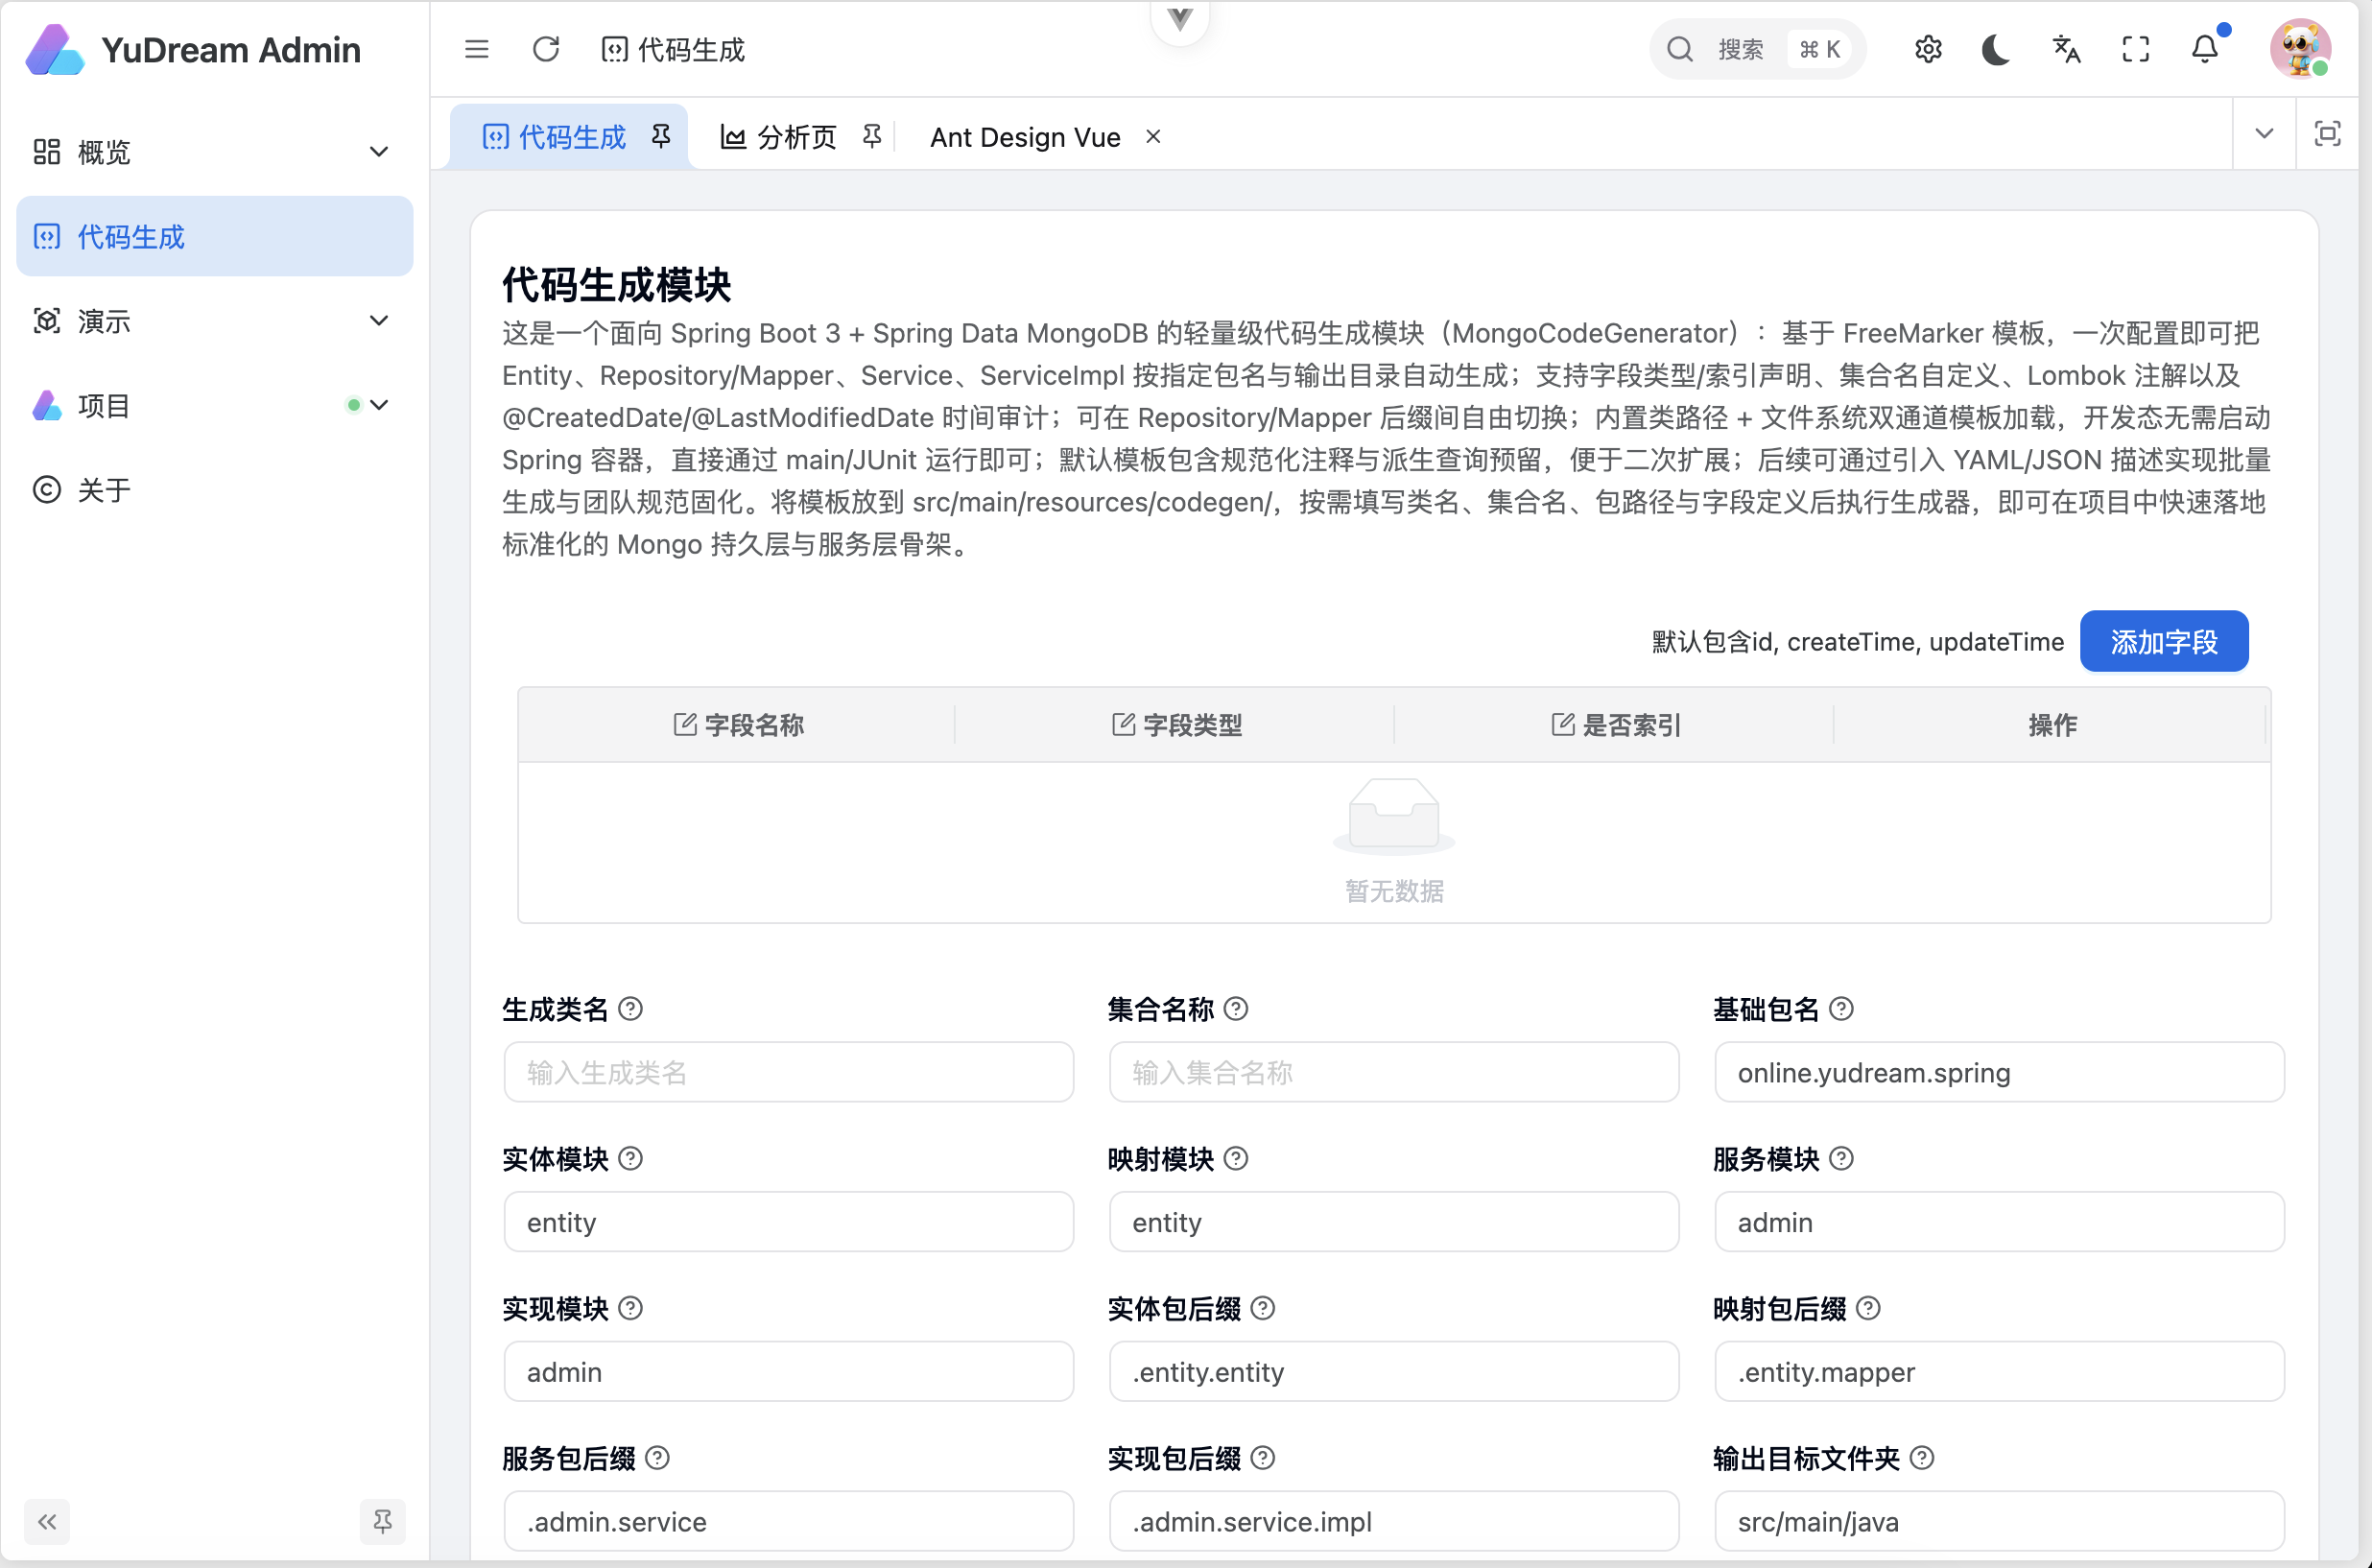 YuDream Admin
代码生成
搜索
⌘ K
概览
代码生成
演示
项目
关于
代码生成
分析页
Ant Design Vue
代码生成模块
这是一个面向 Spring Boot 3 + Spring Data MongoDB 的轻量级代码生成模块（MongoCodeGenerator）：基于 FreeMarker 模板，一次配置即可把
Entity、Repository/Mapper、Service、ServiceImpl 按指定包名与输出目录自动生成；支持字段类型/索引声明、集合名自定义、Lombok 注解以及
@CreatedDate/@LastModifiedDate 时间审计；可在 Repository/Mapper 后缀间自由切换；内置类路径 + 文件系统双通道模板加载，开发态无需启动
Spring 容器，直接通过 main/JUnit 运行即可；默认模板包含规范化注释与派生查询预留，便于二次扩展；后续可通过引入 YAML/JSON 描述实现批量
生成与团队规范固化。将模板放到 src/main/resources/codegen/，按需填写类名、集合名、包路径与字段定义后执行生成器，即可在项目中快速落地
标准化的 Mongo 持久层与服务层骨架。
默认包含id, createTime, updateTime
添加字段
字段名称
字段类型
是否索引
操作
暂无数据
生成类名
集合名称
基础包名
输入生成类名
输入集合名称
online.yudream.spring
实体模块
映射模块
服务模块
entity
entity
admin
实现模块
实体包后缀
映射包后缀
admin
.entity.entity
.entity.mapper
服务包后缀
实现包后缀
输出目标文件夹
.admin.service
.admin.service.impl
src/main/java